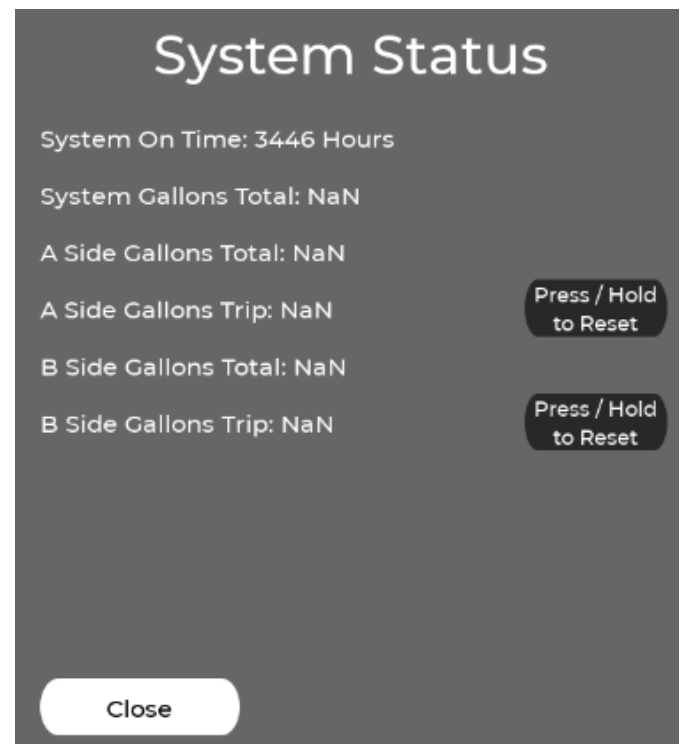 System Status
System On Time: 3446 Hours
System Gallons Total: NaN
A Side Gallons Total: NaN
A Side Gallons Trip: NaN
Press / Hold
to Reset
B Side Gallons Total: NaN
B Side Gallons Trip: NaN
Press / Hold
to Reset
Close